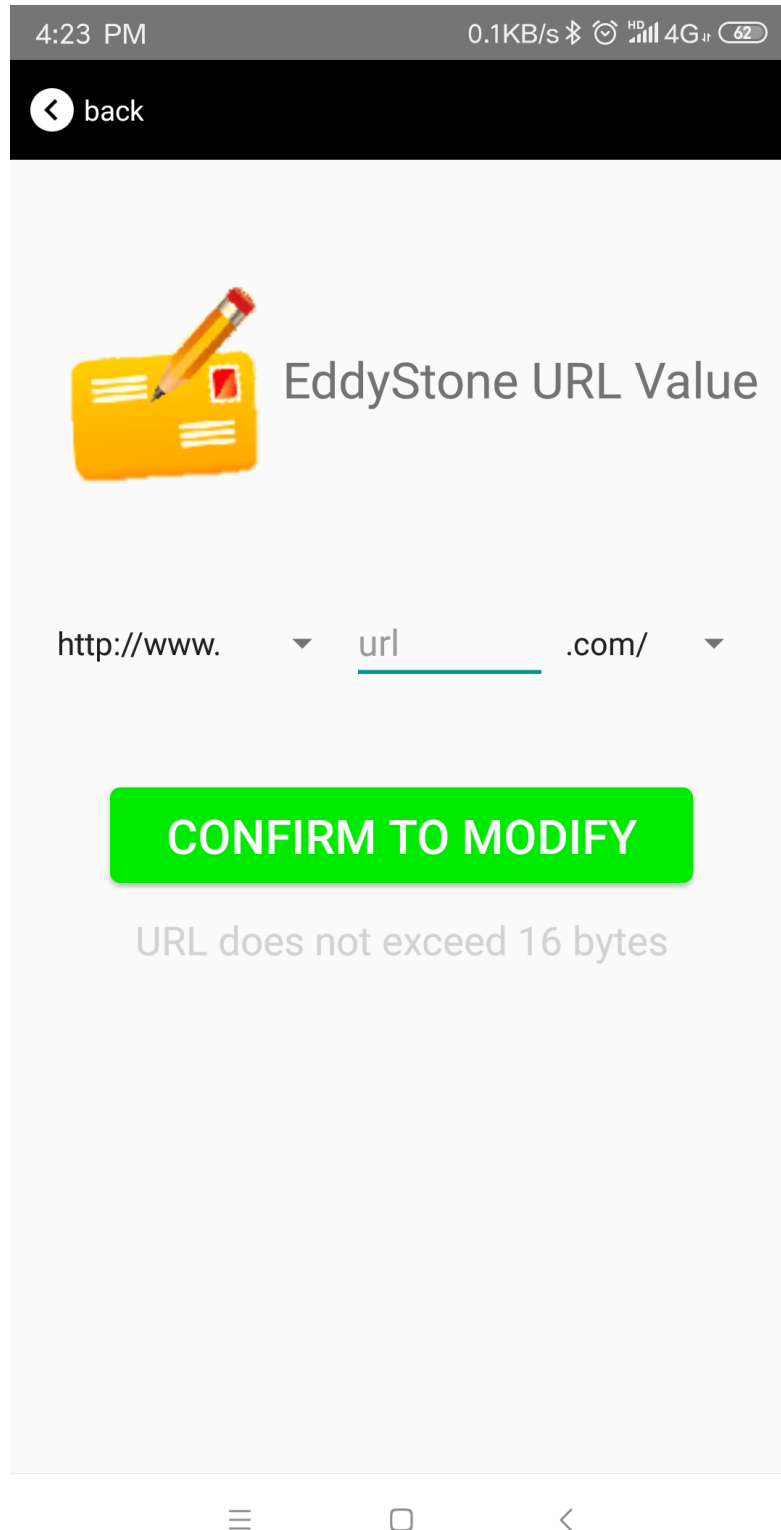 4:23 PM 0.1KB/s HD 4G 62
back
EddyStone URL Value
http://www. url .com/
CONFIRM TO MODIFY
URL does not exceed 16 bytes